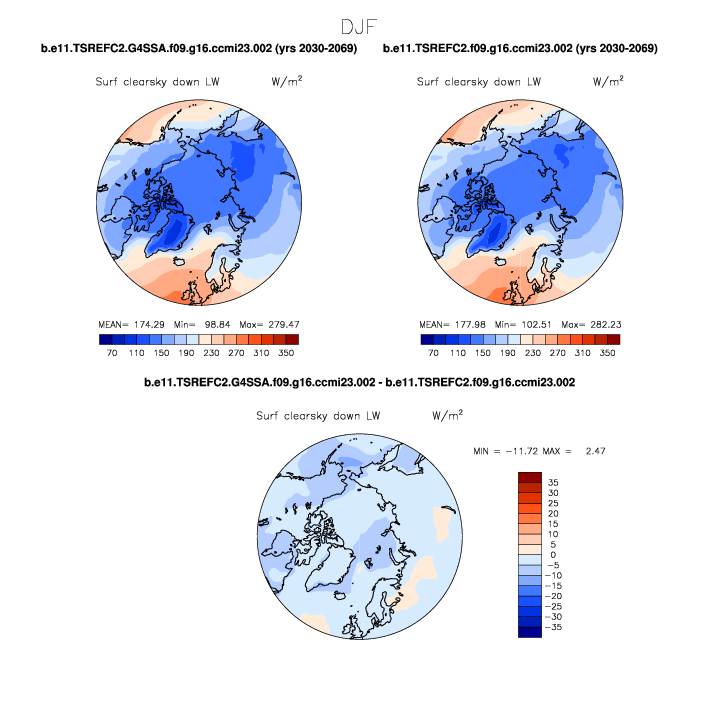 DJF
b.e11.TSREFC2.G4SSA.f09.g16.ccmi23.002 (yrs 2030-2069) b.e11.TSREFC2.f09.g16.ccmi23.002 (yrs 2030-2069)
Surf clearsky down LW W/m² Surf clearsky down LW W/m²
MEAN= 174.29 Min= 98.84 Max= 279.47 MEAN= 177.98 Min= 102.51 Max= 282.23
70 110 150 190 230 270 310 350 70 110 150 190 230 270 310 350
b.e11.TSREFC2.G4SSA.f09.g16.ccmi23.002 - b.e11.TSREFC2.f09.g16.ccmi23.002
Surf clearsky down LW W/m²
MIN = -11.72 MAX = 2.47
35
30
25
20
15
10
5
0
-5
-10
-15
-20
-25
-30
-35